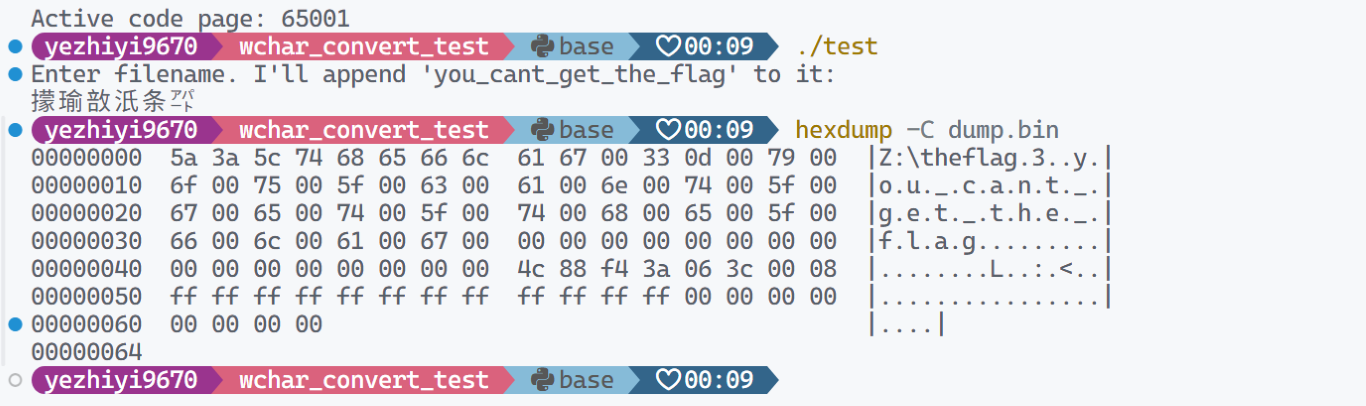 Active code page: 65001
yezhiyi9670 wchar_convert_test base ♡00:09 ./test
Enter filename. I'll append 'you_cant_get_the_flag' to it:
㩚瑜敨汦条㌀
yezhiyi9670 wchar_convert_test base ♡00:09 hexdump -C dump.bin
00000000  5a 3a 5c 74 68 65 66 6c  61 67 00 33 0d 00 79 00  |Z:\theflag.3..y.|
00000010  6f 00 75 00 5f 00 63 00  61 00 6e 00 74 00 5f 00  |o.u._.c.a.n.t._.|
00000020  67 00 65 00 74 00 5f 00  74 00 68 00 65 00 5f 00  |g.e.t._.t.h.e._.|
00000030  66 00 6c 00 61 00 67 00  00 00 00 00 00 00 00 00  |f.l.a.g.........|
00000040  00 00 00 00 00 00 00 00  4c 88 f4 3a 06 3c 00 08  |........L..:.<..|
00000050  ff ff ff ff ff ff ff ff  ff ff ff ff 00 00 00 00  |................|
00000060  00 00 00 00                                       |....|
00000064
yezhiyi9670 wchar_convert_test base ♡00:09